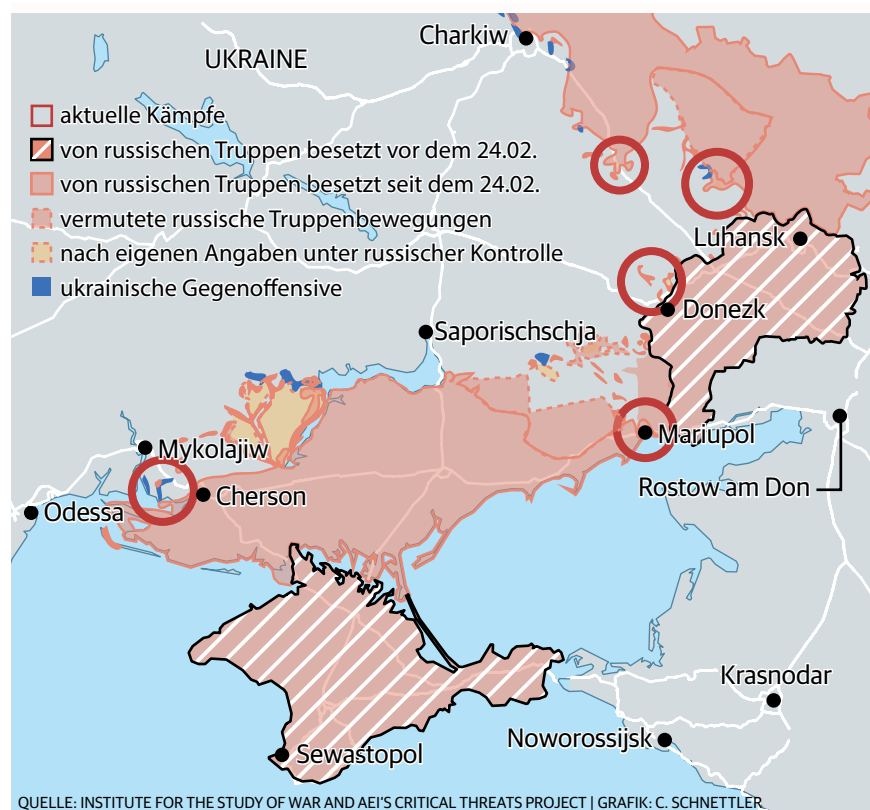 Charkiw
UKRAINE
aktuelle Kämpfe
von russischen Truppen besetzt vor dem 24.02.
von russischen Truppen besetzt seit dem 24.02.
vermutete russische Truppenbewegungen
nach eigenen Angaben unter russischer Kontrolle
ukrainische Gegenoffensive
Luhansk
Donezk
Saporischschja
Mariupol
Mykolajiw
Rostow am Don
Cherson
Odessa
Krasnodar
Noworossijsk
Sewastopol
QUELLE: INSTITUTE FOR THE STUDY OF WAR AND AEI'S CRITICAL THREATS PROJECT | GRAFIK: C. SCHNETTLER